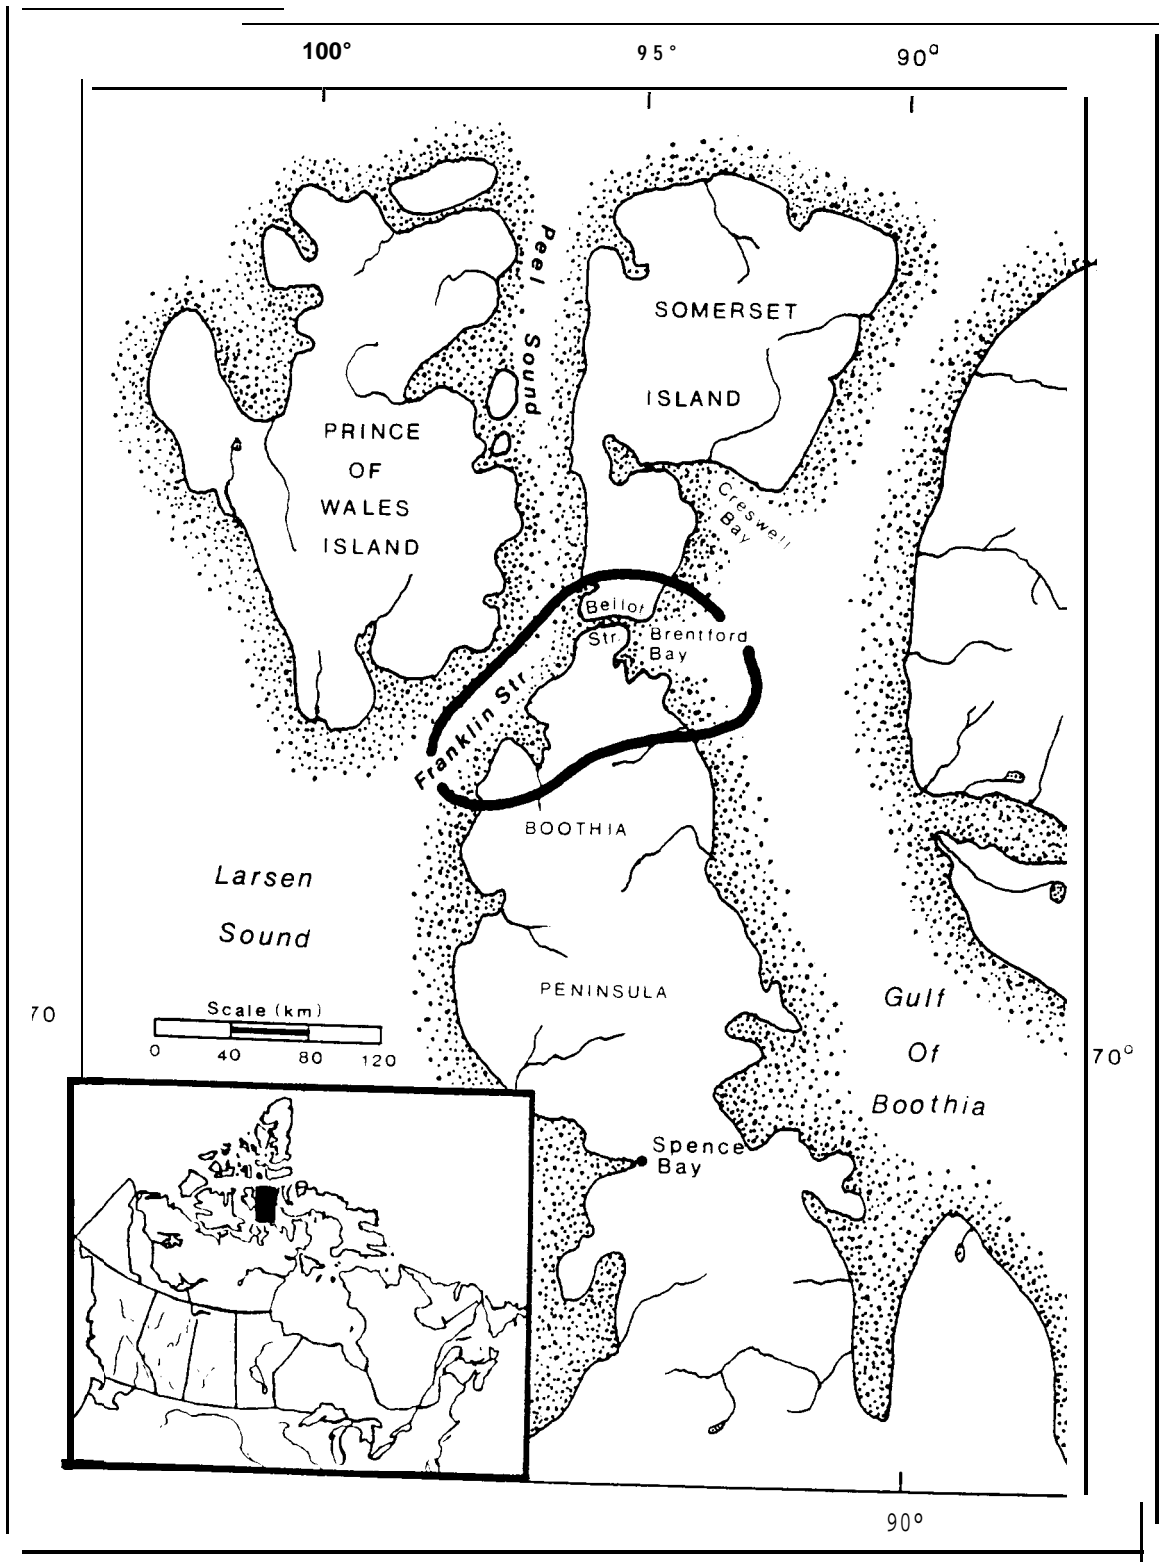 100°
95°
90°
Peel Sound
SOMERSET
ISLAND
PRINCE
OF
WALES
ISLAND
Creswell
Bay
Bellot
Str.
Brentford
Bay
Franklin Str.
BOOTHIA
Larsen
Sound
PENINSULA
Gulf
Of
Boothia
70
Scale (km)
0 40 80 120
70°
Spence
Bay
90°